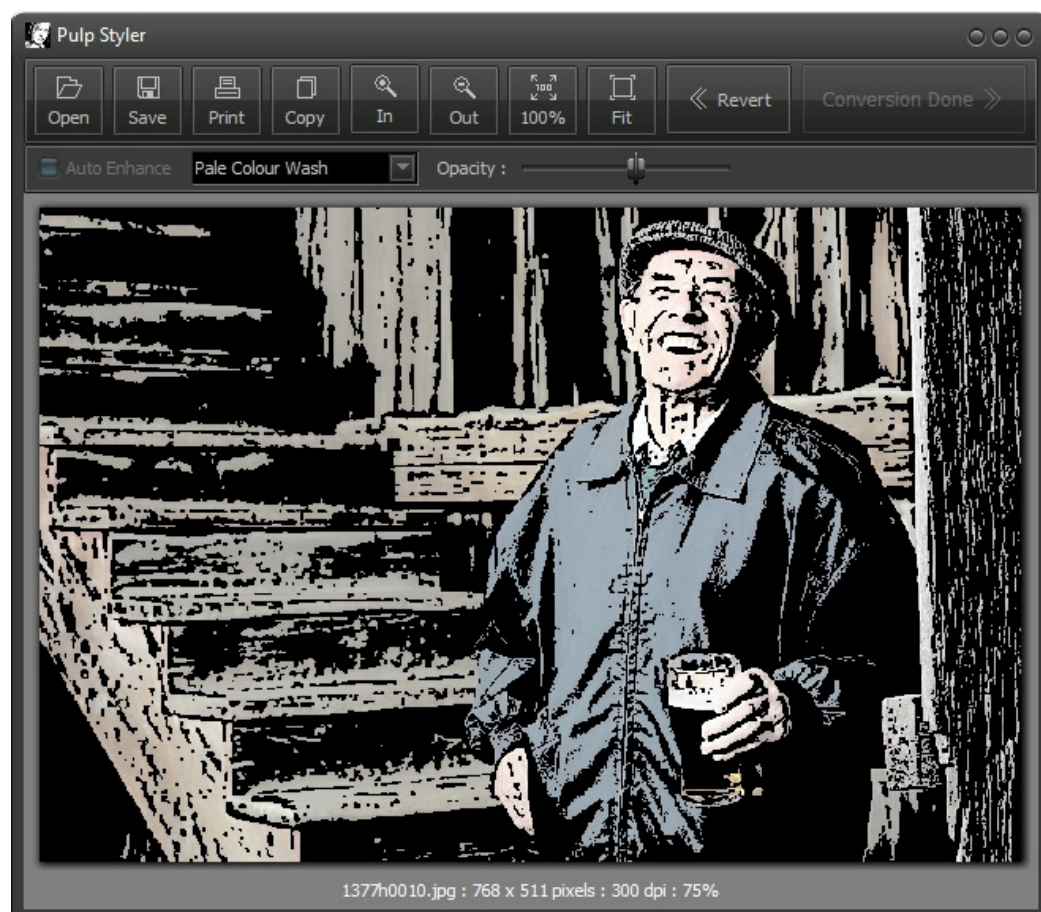 Pulp Styler
Open Save Print Copy In Out 100% Fit Revert Conversion Done
Auto Enhance Pale Colour Wash Opacity :
1377h0010.jpg : 768 x 511 pixels : 300 dpi : 75%